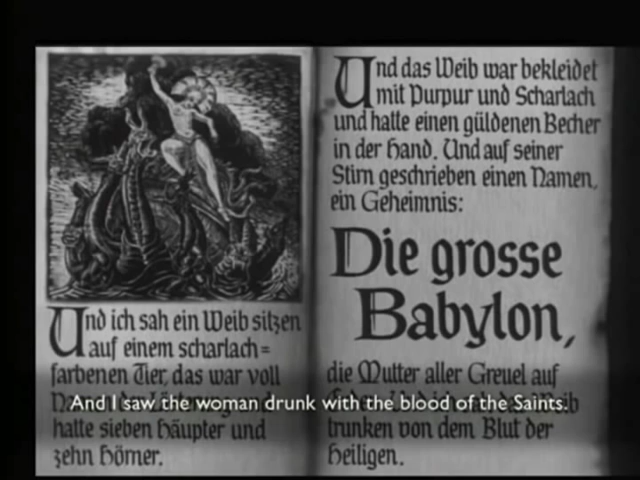 Und ich sah ein Weib sitzen
auf einem scharlach=
farbenen Tier, das war voll
hatte sieben Häupter und
zehn Hörner.
Und das Weib war bekleidet
mit Purpur und Scharlach
und hatte einen güldenen Becher
in der Hand. Und auf seiner
Stirn geschrieben einen Namen,
ein Geheimnis:
Die grosse
Babylon,
die Mutter aller Greuel auf
trunken von dem Blut der
Heiligen.
And I saw the woman drunk with the blood of the Saints.